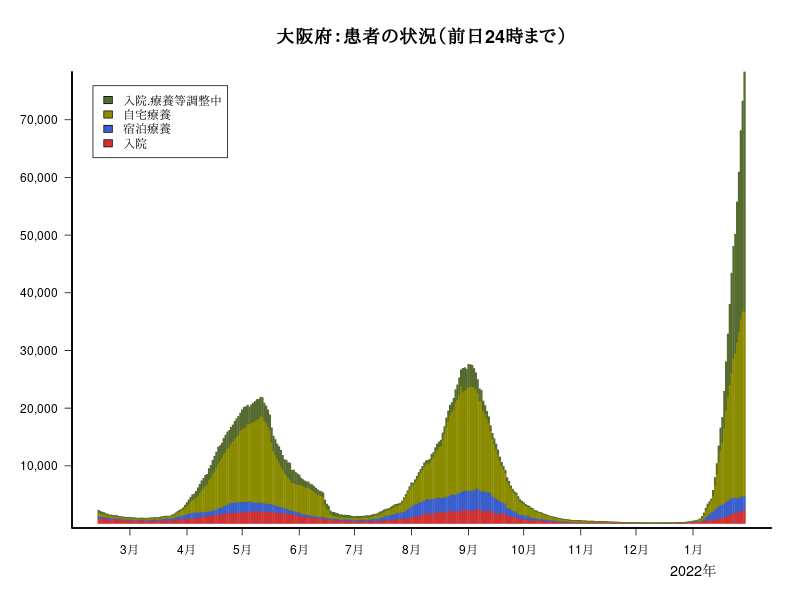 大阪府：患者の状況（前日24時まで）
入院,療養等調整中
自宅療養
宿泊療養
入院
70,000
60,000
50,000
40,000
30,000
20,000
10,000
3月 4月 5月 6月 7月 8月 9月 10月 11月 12月 1月
2022年